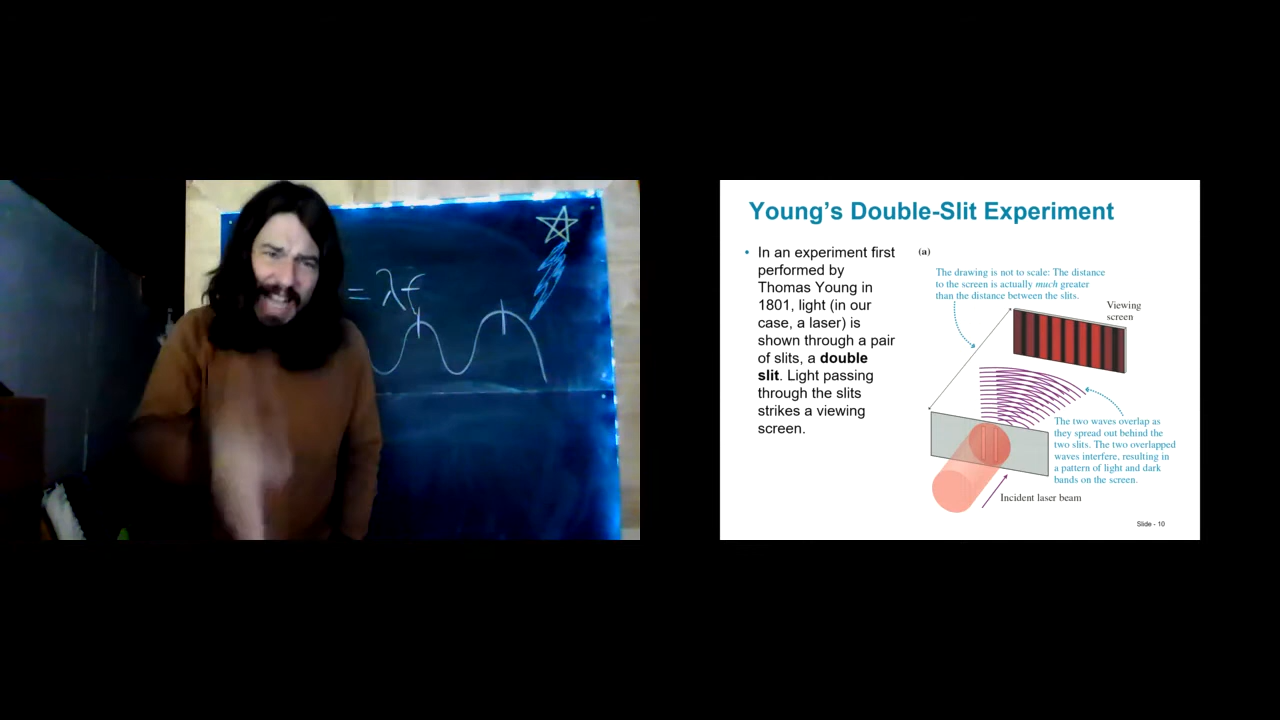 = λf
Young's Double-Slit Experiment
• In an experiment first
performed by
Thomas Young in
1801, light (in our
case, a laser) is
shown through a pair
of slits, a double
slit. Light passing
through the slits
strikes a viewing
screen.
(a)
The drawing is not to scale: The distance
to the screen is actually much greater
than the distance between the slits.
Viewing
screen
The two waves overlap as
they spread out behind the
two slits. The two overlapped
waves interfere, resulting in
a pattern of light and dark
bands on the screen.
Incident laser beam
Slide - 10